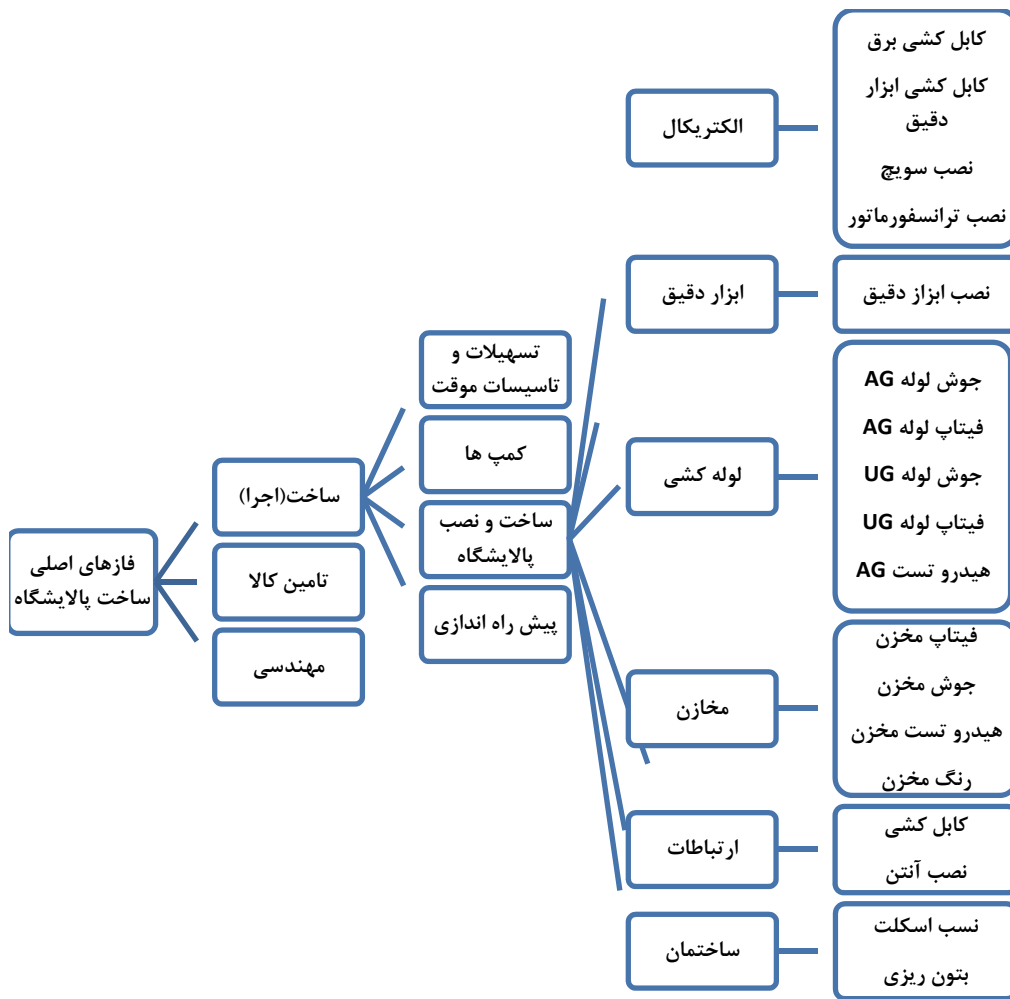 فازهای اصلی
ساخت پالایشگاه
ساخت(اجرا)
تامین کالا
مهندسی
تسهیلات و
تاسیسات موقت
کمپ ها
ساخت و نصب
پالایشگاه
پیش راه اندازی
الکتریکال
کابل کشی برق
کابل کشی ابزار
دقیق
نصب سویچ
نصب ترانسفورماتور
ابزار دقیق
نصب ابزاز دقیق
لوله کشی
جوش لوله AG
فیتاپ لوله AG
جوش لوله UG
فیتاپ لوله UG
هیدرو تست AG
مخازن
فیتاپ مخزن
جوش مخزن
هیدرو تست مخزن
رنگ مخزن
ارتباطات
کابل کشی
نصب آنتن
ساختمان
نسب اسکلت
بتون ریزی